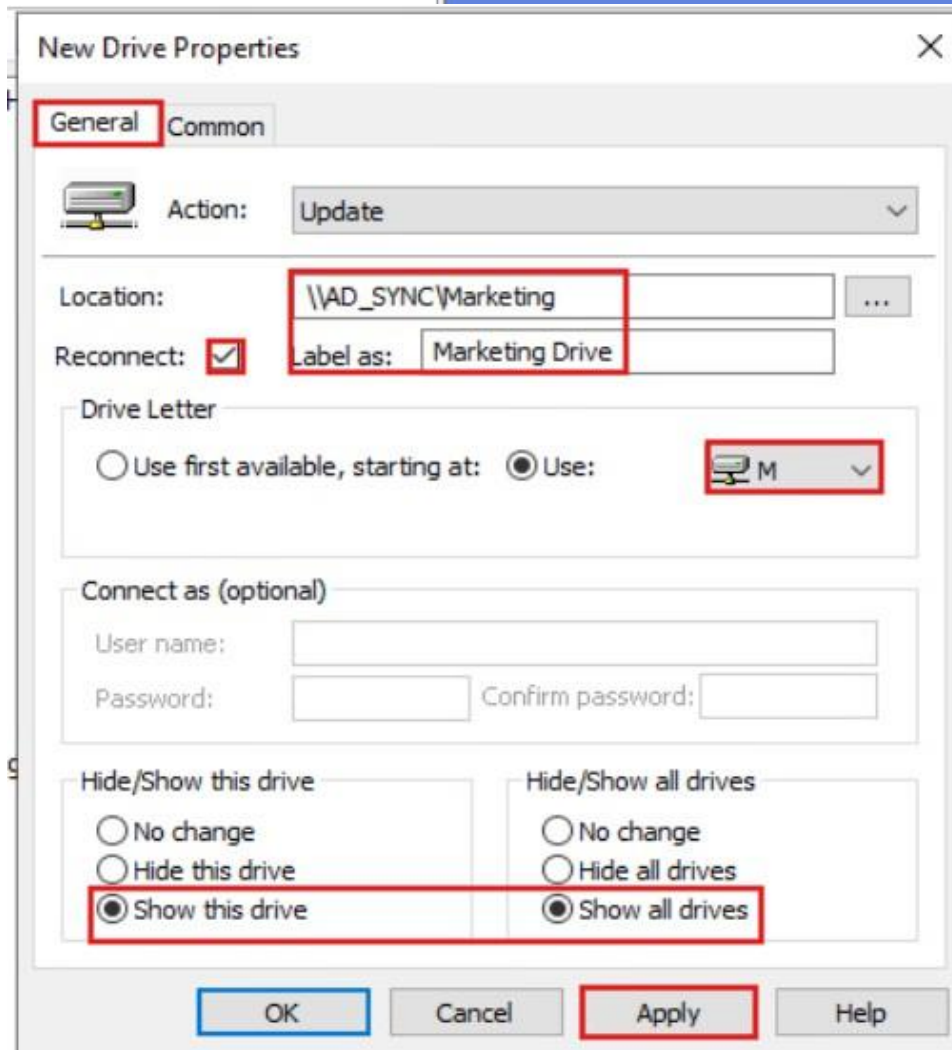 New Drive Properties
General Common
Action: Update
Location: \\AD_SYNC\Marketing ...
Reconnect: Label as: Marketing Drive
Drive Letter
Use first available, starting at: Use: M
Connect as (optional)
User name:
Password: Confirm password:
Hide/Show this drive Hide/Show all drives
No change No change
Hide this drive Hide all drives
Show this drive Show all drives
OK Cancel Apply Help